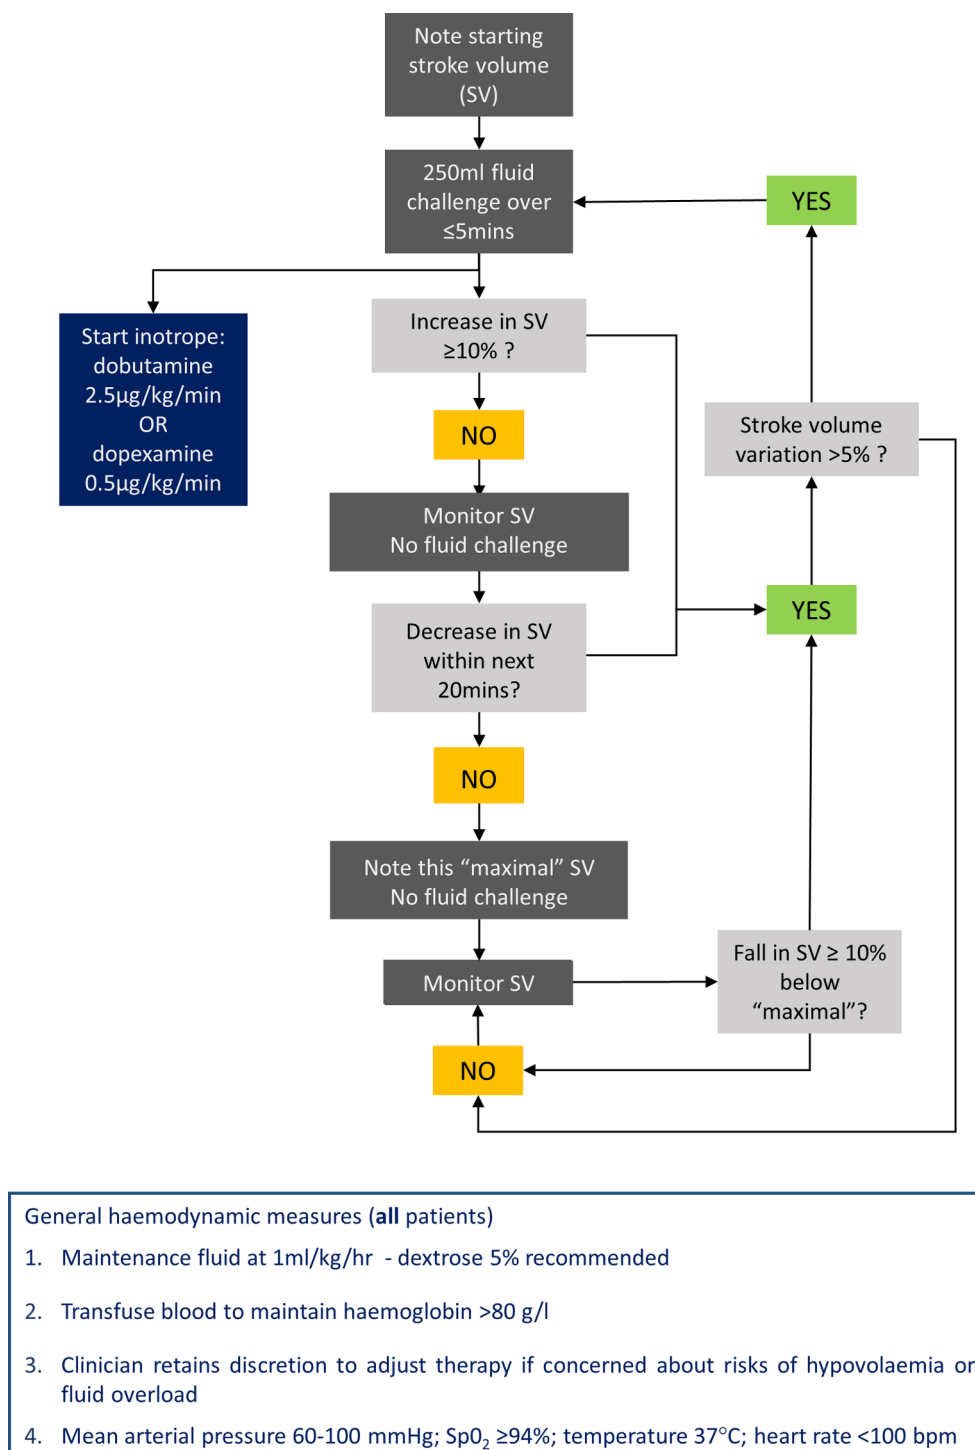 Note starting
stroke volume
(SV)
250ml fluid
challenge over
≤5mins
YES
Start inotrope:
dobutamine
2.5µg/kg/min
OR
dopexamine
0.5µg/kg/min
Increase in SV
≥10% ?
NO
Stroke volume
variation >5% ?
Monitor SV
No fluid challenge
YES
Decrease in SV
within next
20mins?
NO
Note this “maximal” SV
No fluid challenge
Monitor SV
Fall in SV ≥ 10%
below
“maximal”?
NO
General haemodynamic measures (all patients)
1. Maintenance fluid at 1ml/kg/hr - dextrose 5% recommended
2. Transfuse blood to maintain haemoglobin >80 g/l
3. Clinician retains discretion to adjust therapy if concerned about risks of hypovolaemia or
fluid overload
4. Mean arterial pressure 60-100 mmHg; SpO₂ ≥94%; temperature 37°C; heart rate <100 bpm